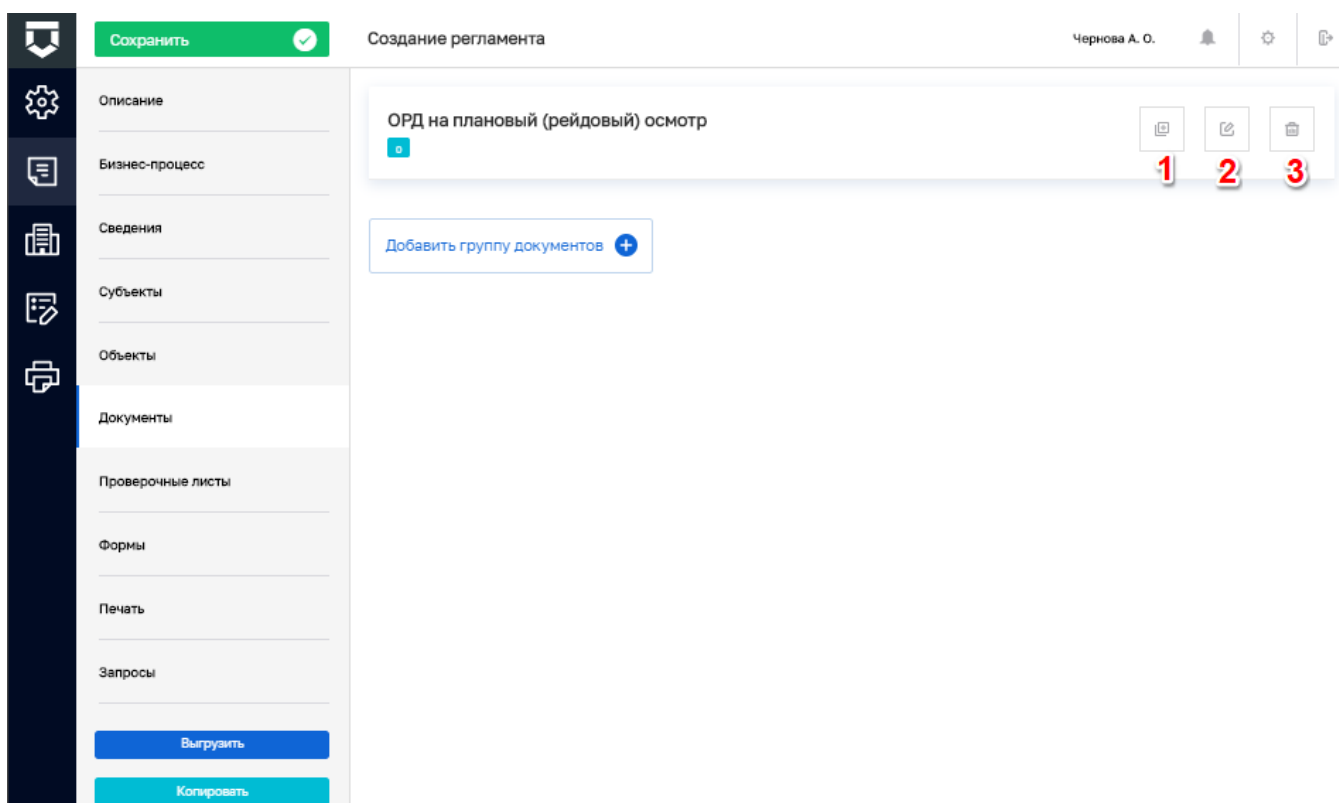 Сохранить
Создание регламента
Чернова А. О.
Описание
ОРД на плановый (рейдовый) осмотр
D
1
2
3
Бизнес-процесс
Сведения
Добавить группу документов
Субъекты
Объекты
Документы
Проверочные листы
Формы
Печать
Запросы
Выгрузить
Копировать